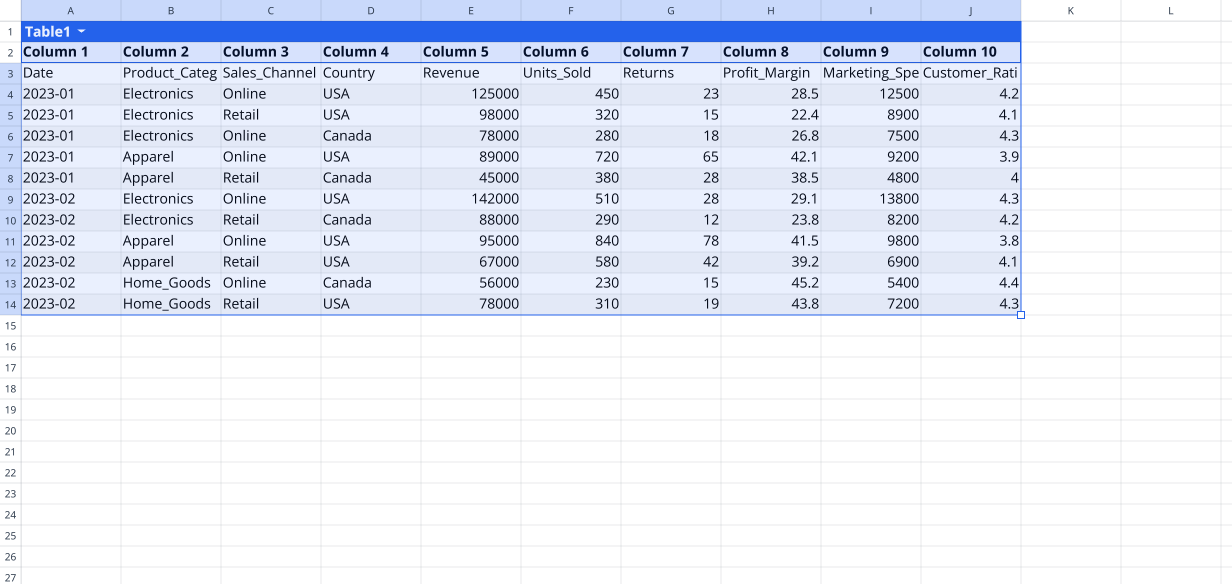 A B C D E F G H I J K L
1 Table1
2 Column 1 Column 2 Column 3 Column 4 Column 5 Column 6 Column 7 Column 8 Column 9 Column 10
3 Date Product_Categ Sales_Channel Country Revenue Units_Sold Returns Profit_Margin Marketing_Spe Customer_Rati
4 2023-01 Electronics Online USA 125000 450 23 28.5 12500 4.2
5 2023-01 Electronics Retail USA 98000 320 15 22.4 8900 4.1
6 2023-01 Electronics Online Canada 78000 280 18 26.8 7500 4.3
7 2023-01 Apparel Online USA 89000 720 65 42.1 9200 3.9
8 2023-01 Apparel Retail Canada 45000 380 28 38.5 4800 4
9 2023-02 Electronics Online USA 142000 510 28 29.1 13800 4.3
10 2023-02 Electronics Retail Canada 88000 290 12 23.8 8200 4.2
11 2023-02 Apparel Online USA 95000 840 78 41.5 9800 3.8
12 2023-02 Apparel Retail USA 67000 580 42 39.2 6900 4.1
13 2023-02 Home_Goods Online Canada 56000 230 15 45.2 5400 4.4
14 2023-02 Home_Goods Retail USA 78000 310 19 43.8 7200 4.3
15
16
17
18
19
20
21
22
23
24
25
26
27